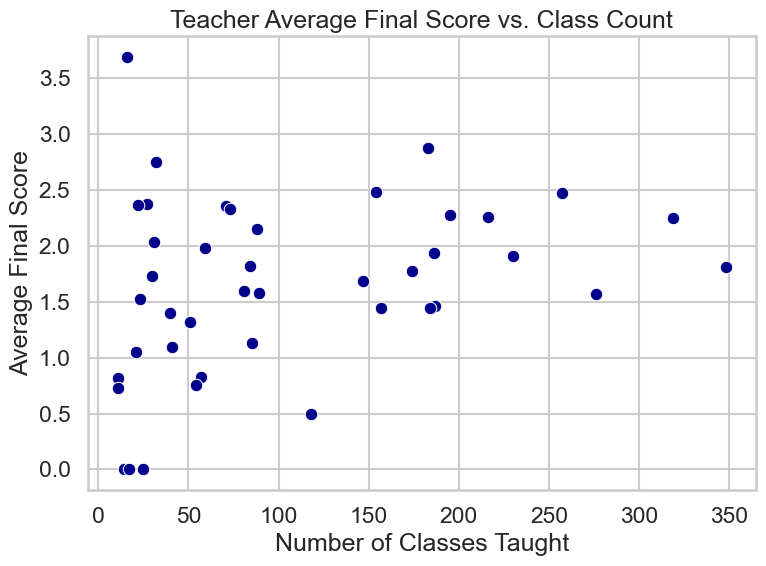 Teacher Average Final Score vs. Class Count
3.5
3.0
2.5
2.0
1.5
1.0
0.5
0.0
Average Final Score
0 50 100 150 200 250 300 350
Number of Classes Taught